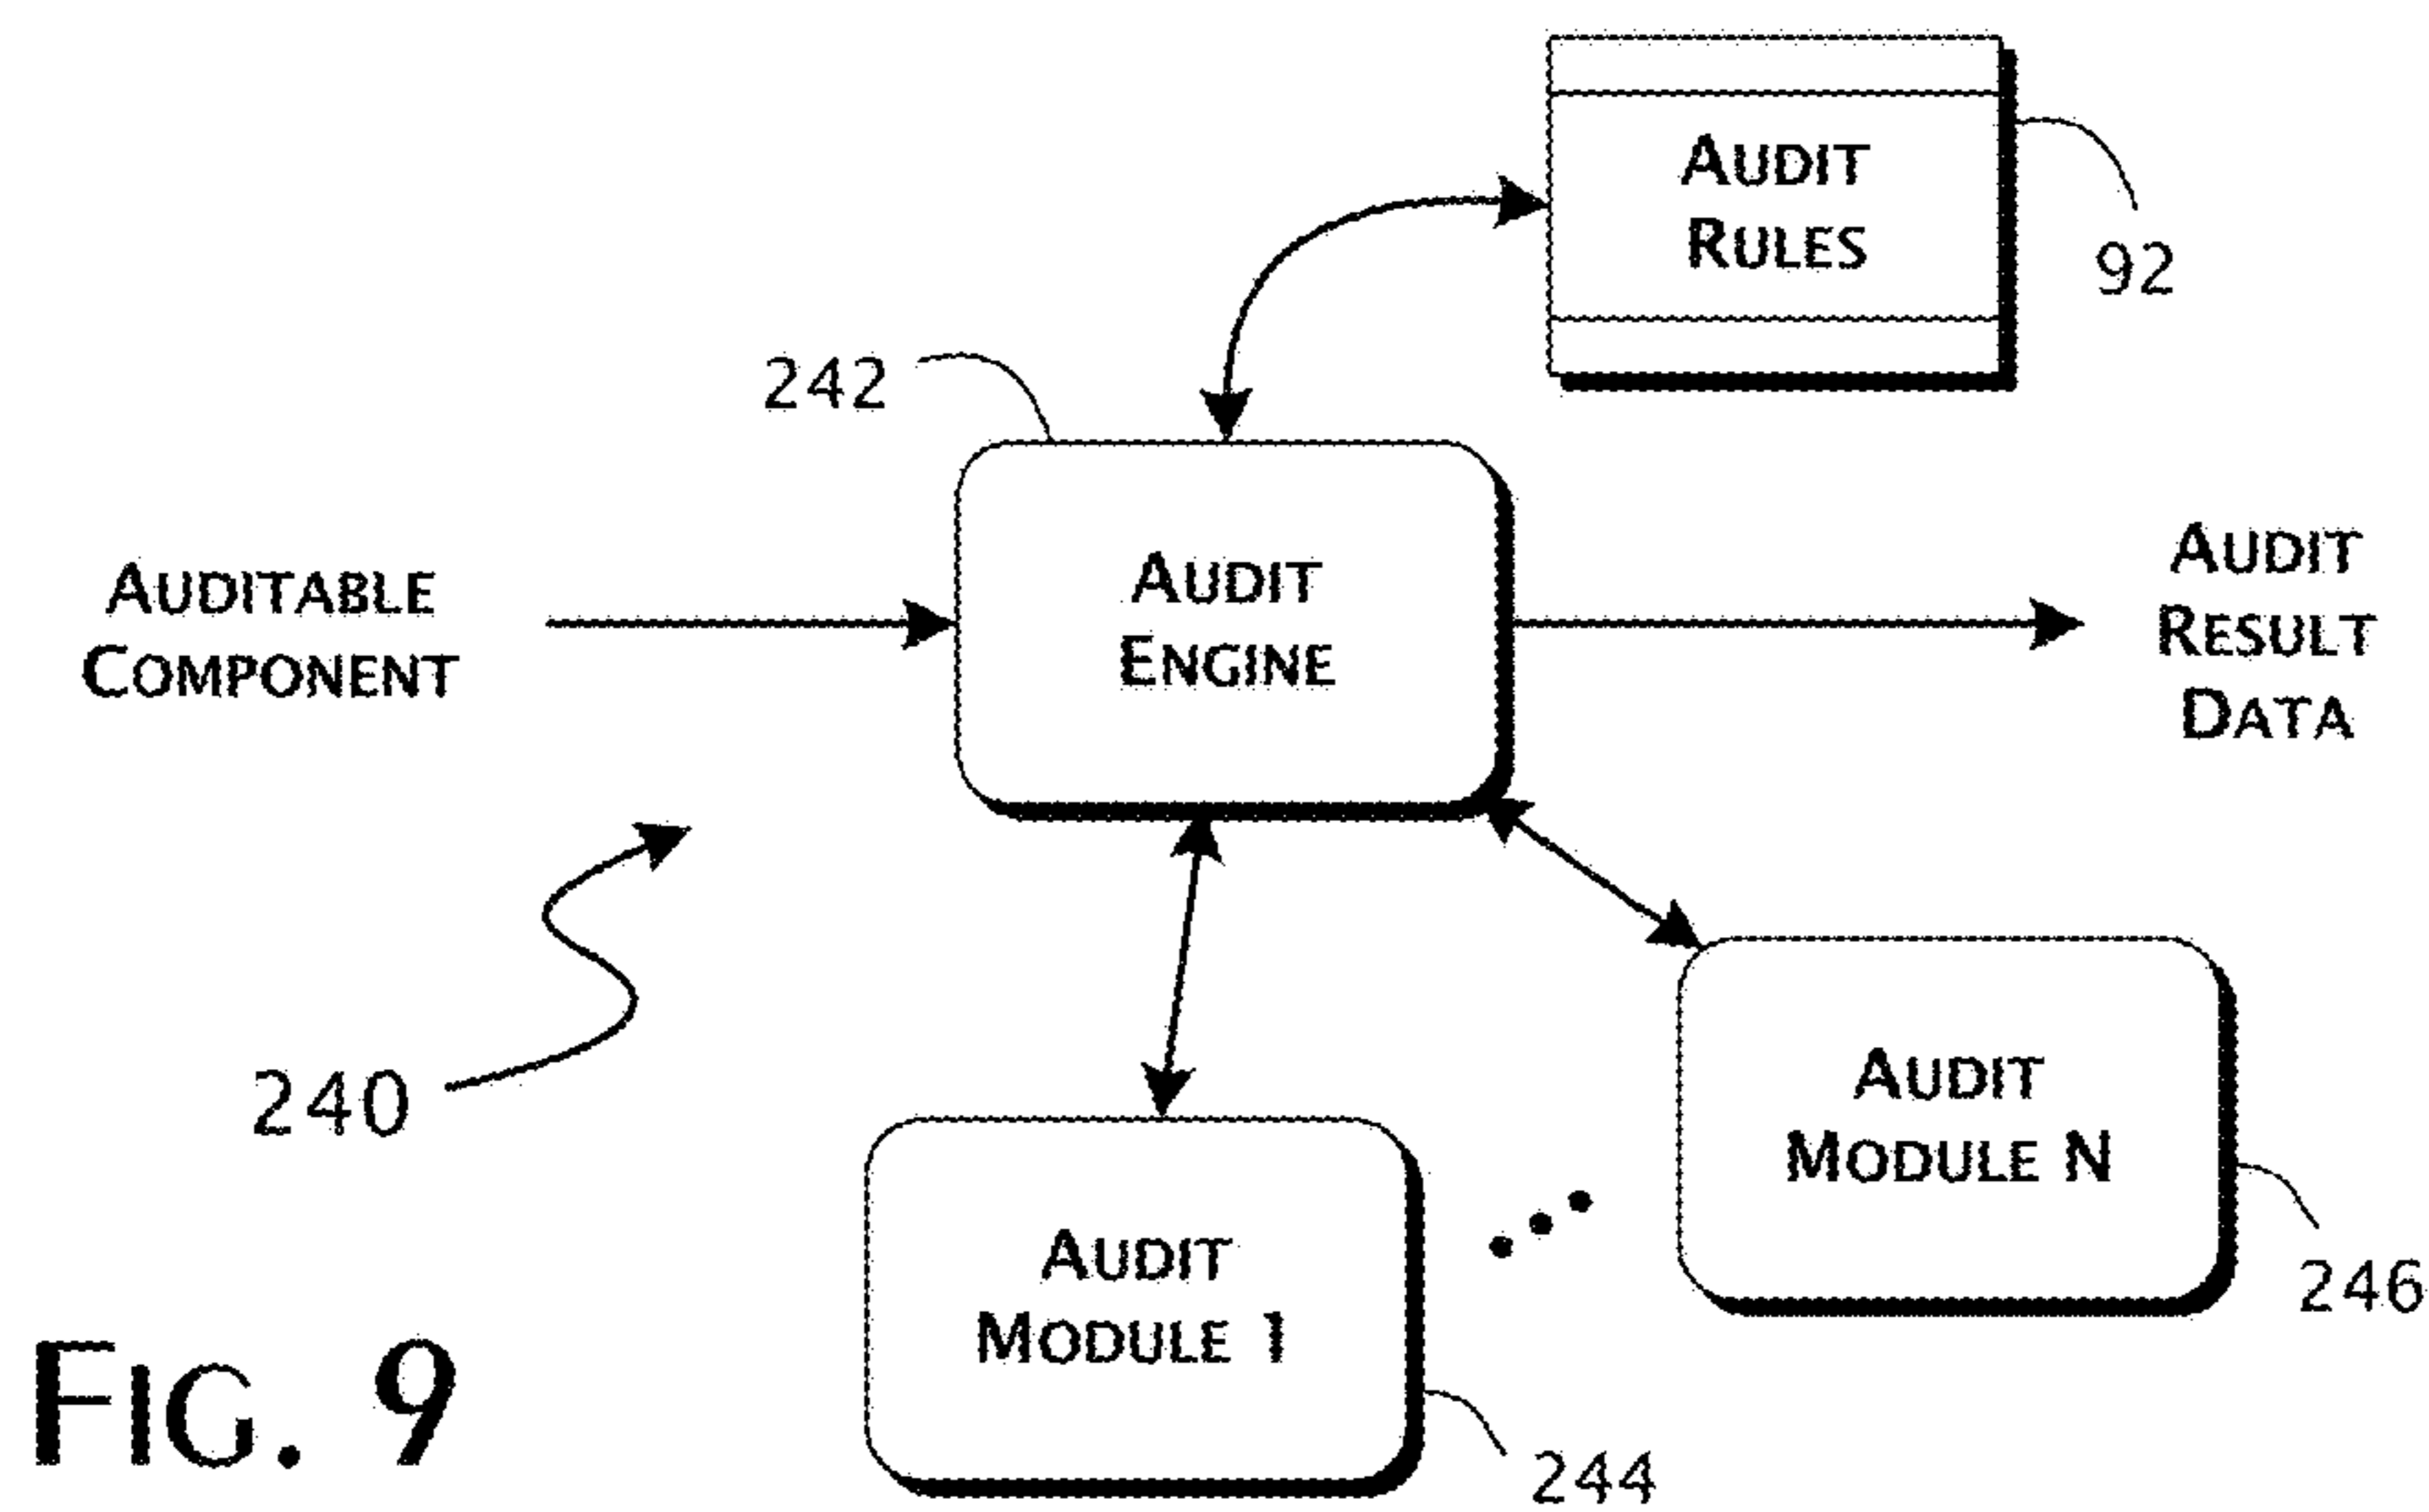 AUDIT
RULES
92
242
AUDITABLE
COMPONENT
AUDIT
ENGINE
AUDIT
RESULT
DATA
240
AUDIT
MODULE N
246
AUDIT
MODULE 1
244
FIG. 9